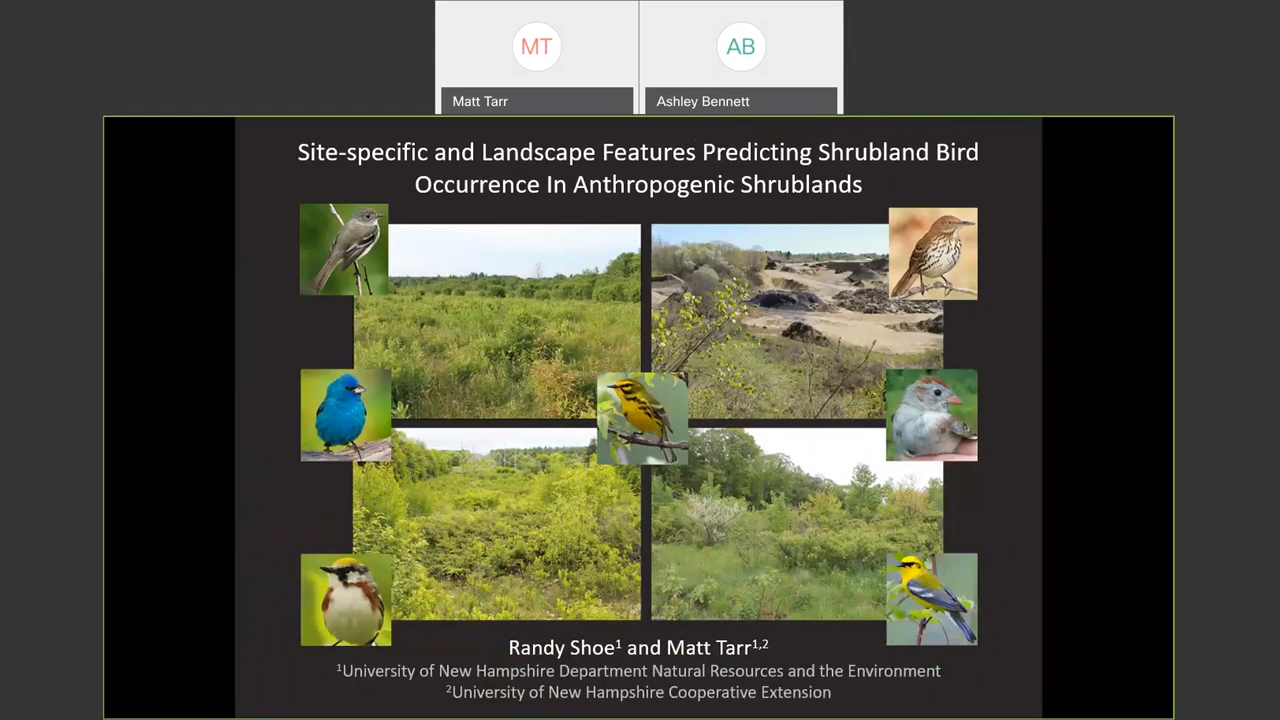 MT
AB
Matt Tarr
Ashley Bennett
Site-specific and Landscape Features Predicting Shrubland Bird
Occurrence In Anthropogenic Shrublands
Randy Shoe¹ and Matt Tarr¹,²
¹University of New Hampshire Department Natural Resources and the Environment
²University of New Hampshire Cooperative Extension